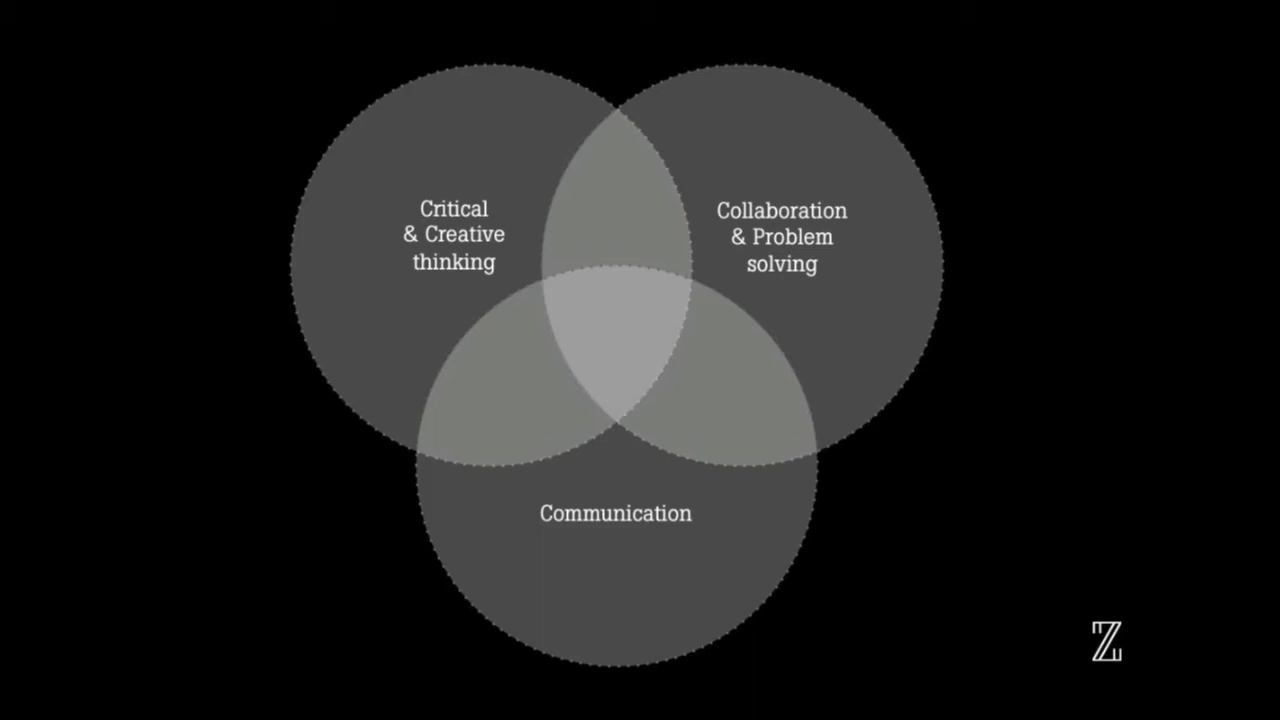 Critical
& Creative
thinking
Collaboration
& Problem
solving
Communication
Z